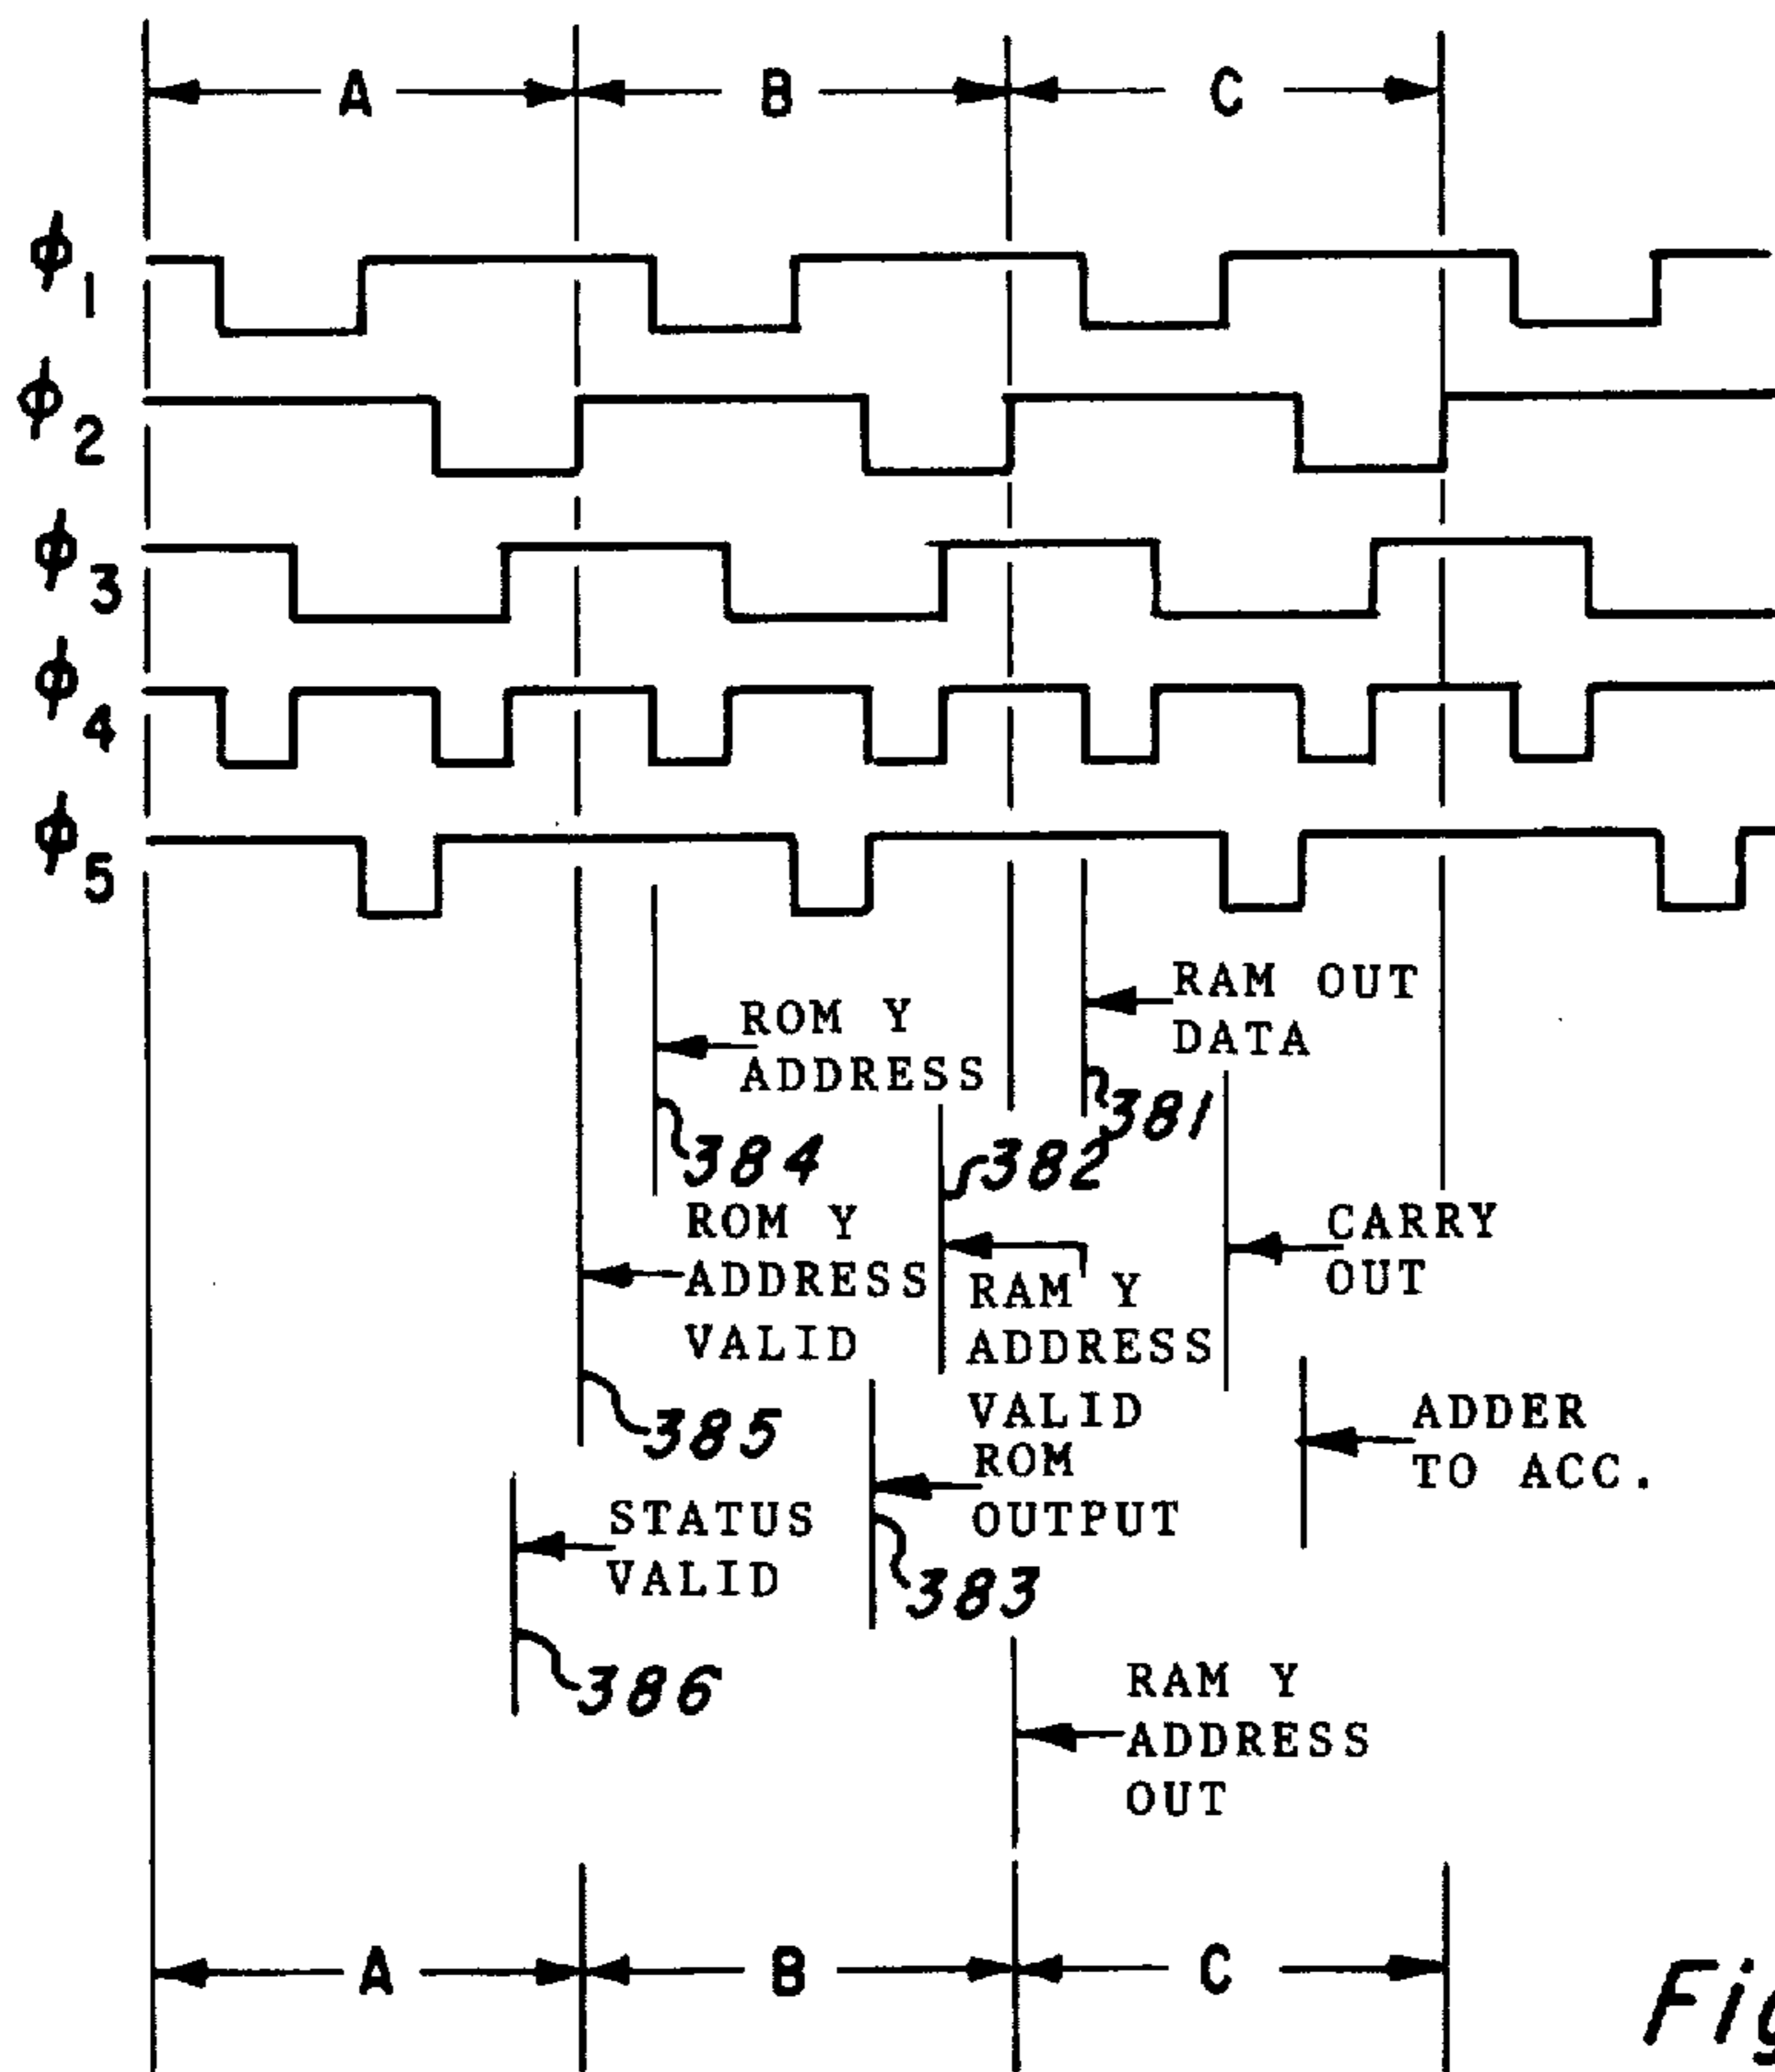 A B C
ϕ1
ϕ2
ϕ3
ϕ4
ϕ5
RAM OUT
DATA
381
ROM Y
ADDRESS
384
382
ROM Y
ADDRESS
VALID
385
RAM Y
ADDRESS
VALID
CARRY
OUT
ADDER
TO ACC.
ROM
OUTPUT
383
STATUS
VALID
386
RAM Y
ADDRESS
OUT
A B C